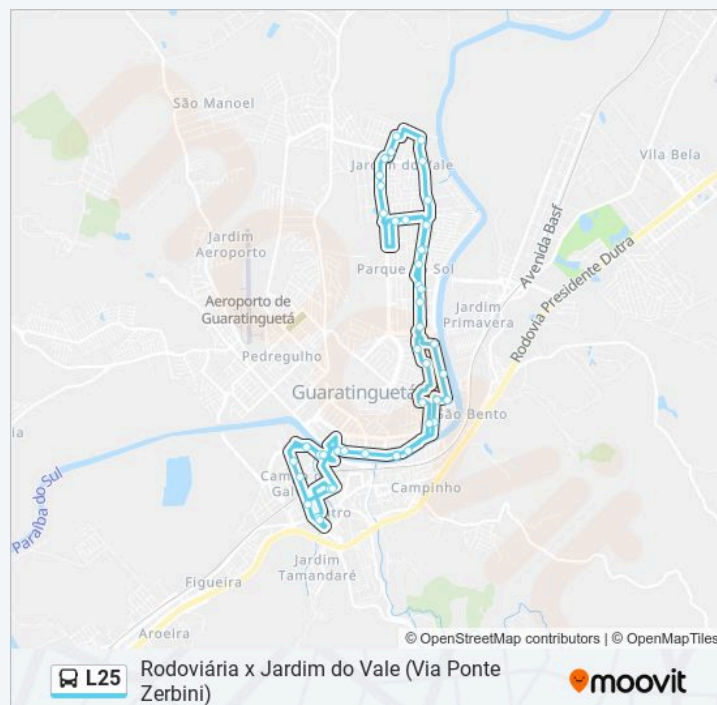 São Manoel
Vila Bela
Jardim do Vale
Jardim
Aeroporto
Avenida Basf
Parque Sol
Aeroporto de
Guaratinguetá
Jardim
Primavera
Rodovia Presidente Dutra
Pedregulho
Guaratinguetá
São Bento
Paraíba do Sul
Campinho
Jardim
Tamandaré
Figueira
Aroeira
© OpenStreetMap contributors | © OpenMapTiles
L25
Rodoviária x Jardim do Vale (Via Ponte
Zerbini)
moovit